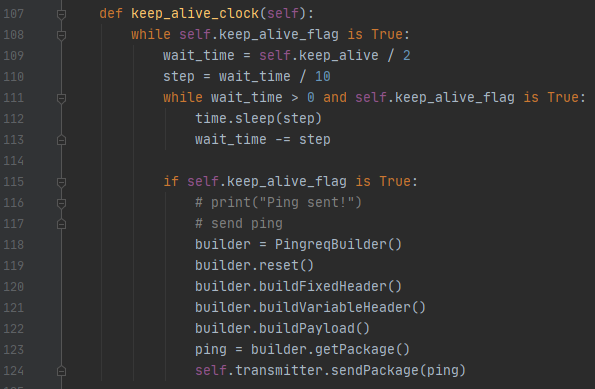 107 def keep_alive_clock(self):
108 while self.keep_alive_flag is True:
109 wait_time = self.keep_alive / 2
110 step = wait_time / 10
111 while wait_time > 0 and self.keep_alive_flag is True:
112 time.sleep(step)
113 wait_time -= step
114
115 if self.keep_alive_flag is True:
116 # print("Ping sent!")
117 # send ping
118 builder = PingreqBuilder()
119 builder.reset()
120 builder.buildFixedHeader()
121 builder.buildVariableHeader()
122 builder.buildPayload()
123 ping = builder.getPackage()
124 self.transmitter.sendPackage(ping)